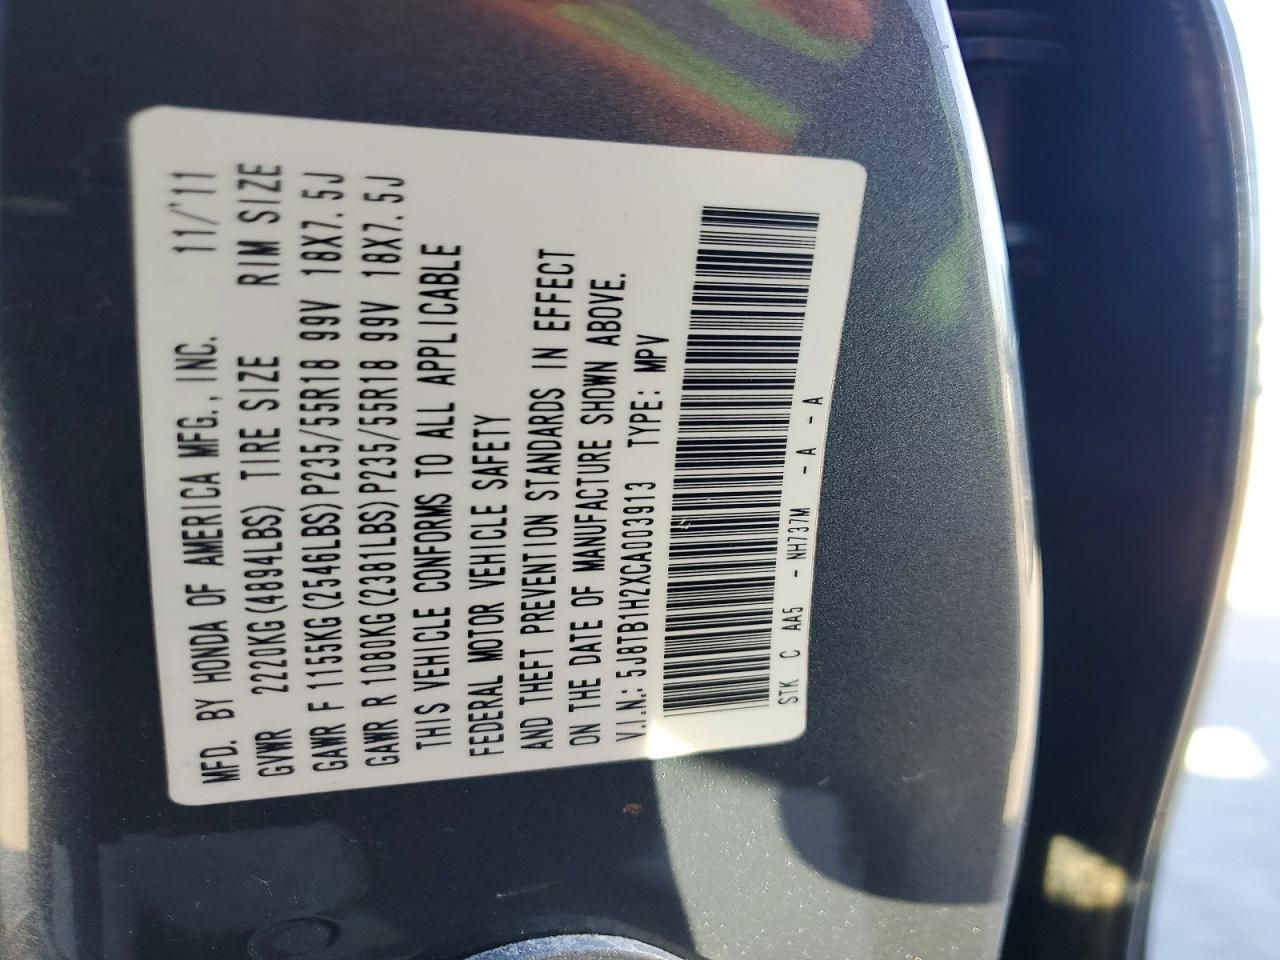 MFD. BY HONDA OF AMERICA MFG., INC. 11/'11
GVWR 2220KG(4894LBS) TIRE SIZE RIM SIZE
GAWR F 1155KG(2546LBS)P235/55R18 99V 18X7.5J
GAWR R 1080KG(2381LBS)P235/55R18 99V 18X7.5J
THIS VEHICLE CONFORMS TO ALL APPLICABLE
FEDERAL MOTOR VEHICLE SAFETY
AND THEFT PREVENTION STANDARDS IN EFFECT
ON THE DATE OF MANUFACTURE SHOWN ABOVE.
V.I.N.: 5J8TB1H2XCA003913 TYPE: MPV
STK C AA5 - NH737M - A - A